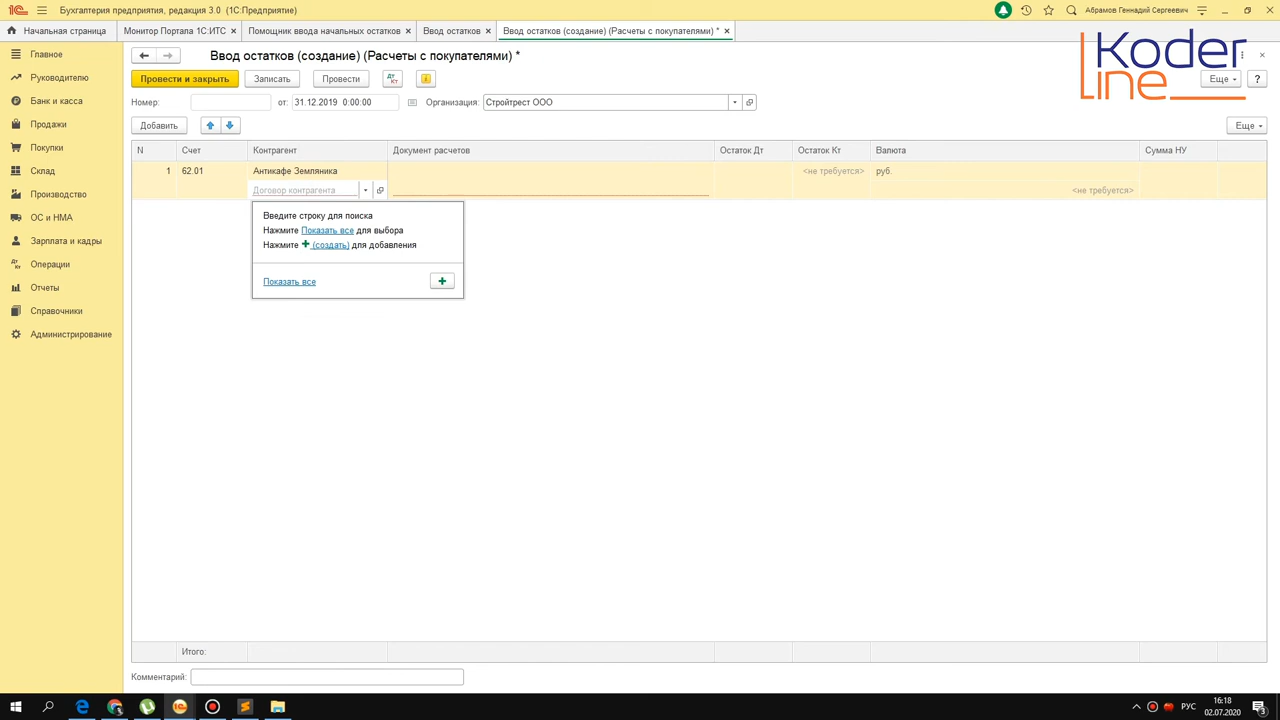 Бухгалтерия предприятия, редакция 3.0 (1С:Предприятие)
Абрамов Геннадий Сергеевич
Начальная страница
Монитор Портала 1С:ИТС
Помощник ввода начальных остатков
Ввод остатков
Ввод остатков (создание) (Расчеты с покупателями) *
Koder
line
Главное
Руководителю
Банк и касса
Продажи
Покупки
Склад
Производство
ОС и НМА
Зарплата и кадры
Операции
Отчеты
Справочники
Администрирование
Ввод остатков (создание) (Расчеты с покупателями) *
Провести и закрыть
Записать
Провести
Дт
Кт
Еще
?
Номер:
от:
31.12.2019 0:00:00
Организация:
Стройтрест ООО
Добавить
Еще
N
Счет
Контрагент
Документ расчетов
Остаток Дт
Остаток Кт
Валюта
Сумма НУ
1
62.01
Антикафе Земляника
<не требуется>
руб.
Договор контрагента
<не требуется>
Введите строку для поиска
Нажмите Показать все для выбора
Нажмите + (создать) для добавления
Показать все
Итого:
Комментарий:
РУС
16:18
02.07.2020
3